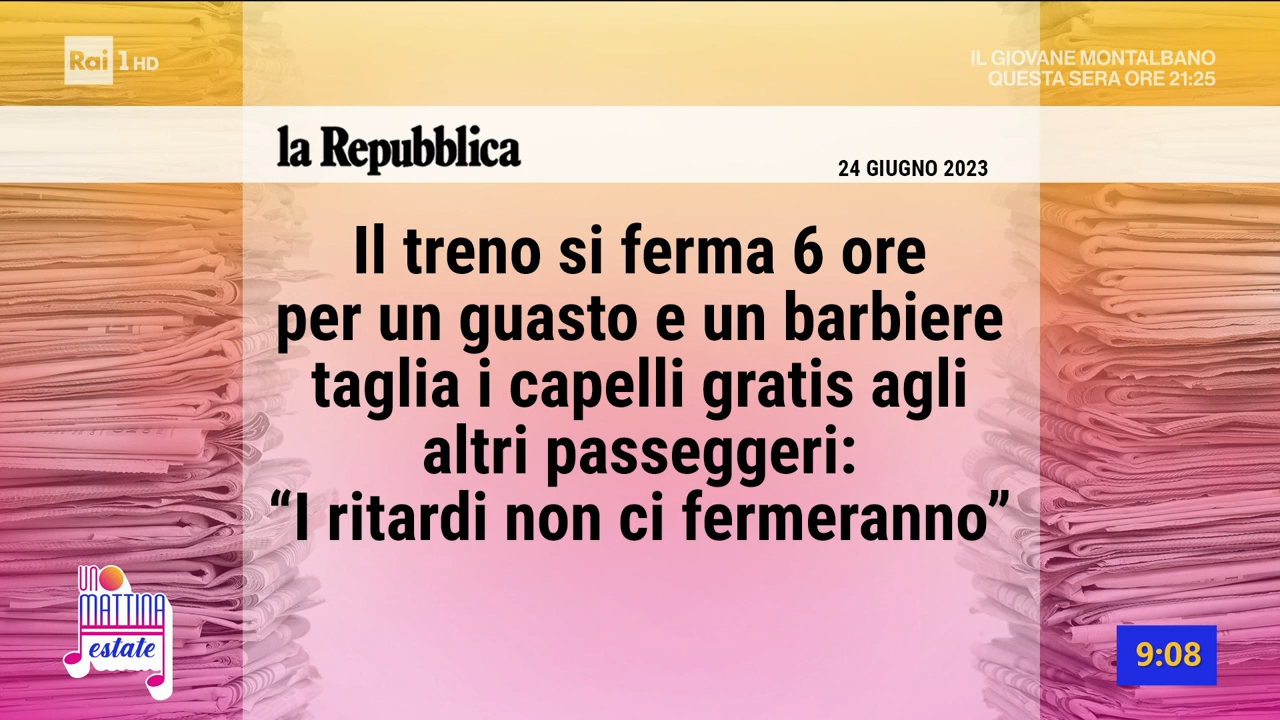 Rai 1 HD
IL GIOVANE MONTALBANO
QUESTA SERA ORE 21:25
la Repubblica
24 GIUGNO 2023
Il treno si ferma 6 ore
per un guasto e un barbiere
taglia i capelli gratis agli
altri passeggeri:
“I ritardi non ci fermeranno”
UNO
MATTINA
estate
9:08